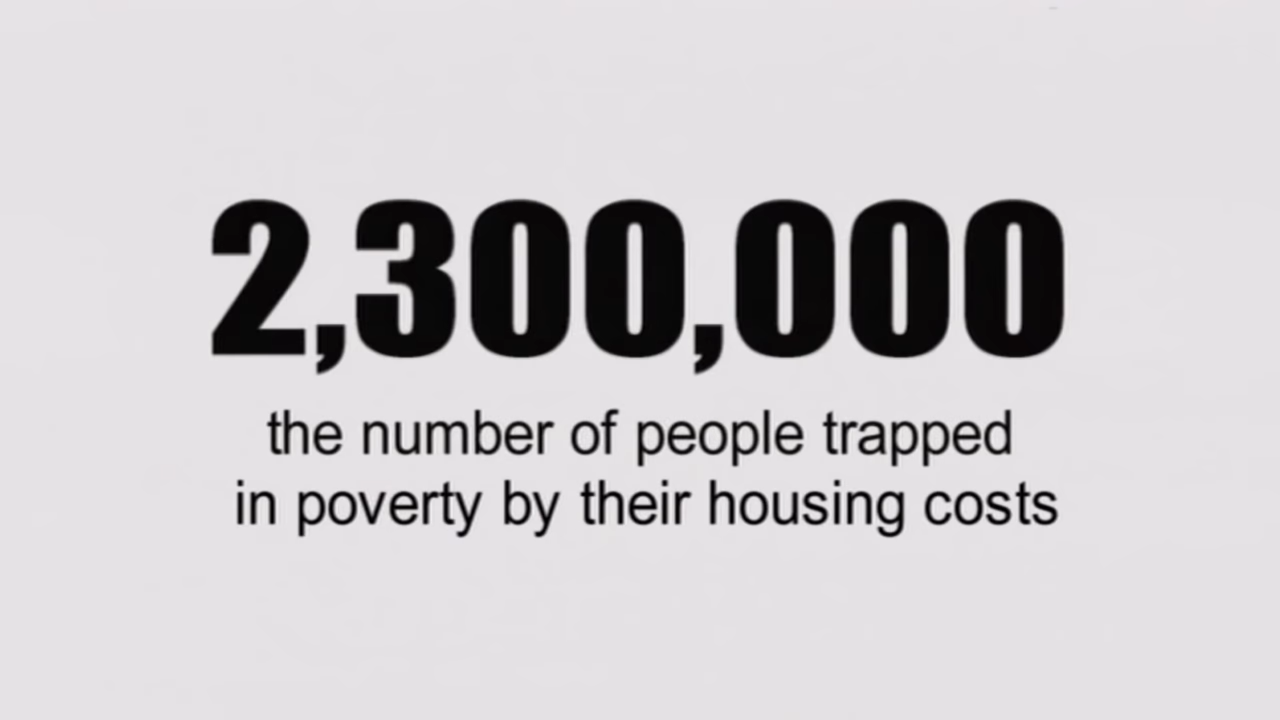 2,300,000
the number of people trapped
in poverty by their housing costs